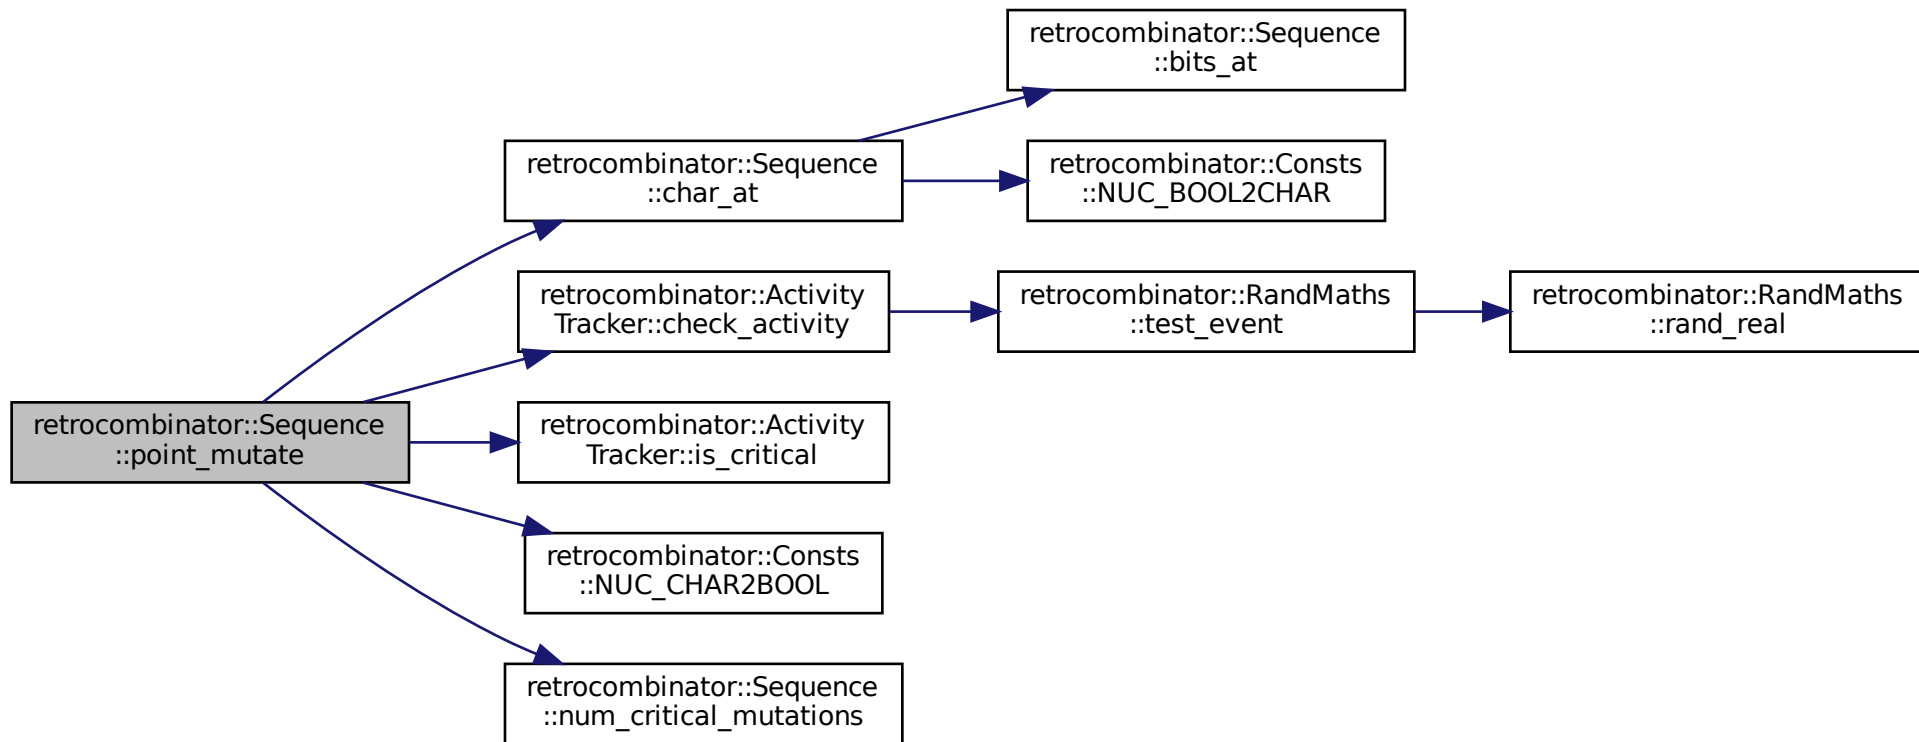 retrocombinator::Sequence
::bits_at
retrocombinator::Sequence
::char_at
retrocombinator::Consts
::NUC_BOOL2CHAR
retrocombinator::Activity
Tracker::check_activity
retrocombinator::RandMaths
::test_event
retrocombinator::RandMaths
::rand_real
retrocombinator::Sequence
::point_mutate
retrocombinator::Activity
Tracker::is_critical
retrocombinator::Consts
::NUC_CHAR2BOOL
retrocombinator::Sequence
::num_critical_mutations